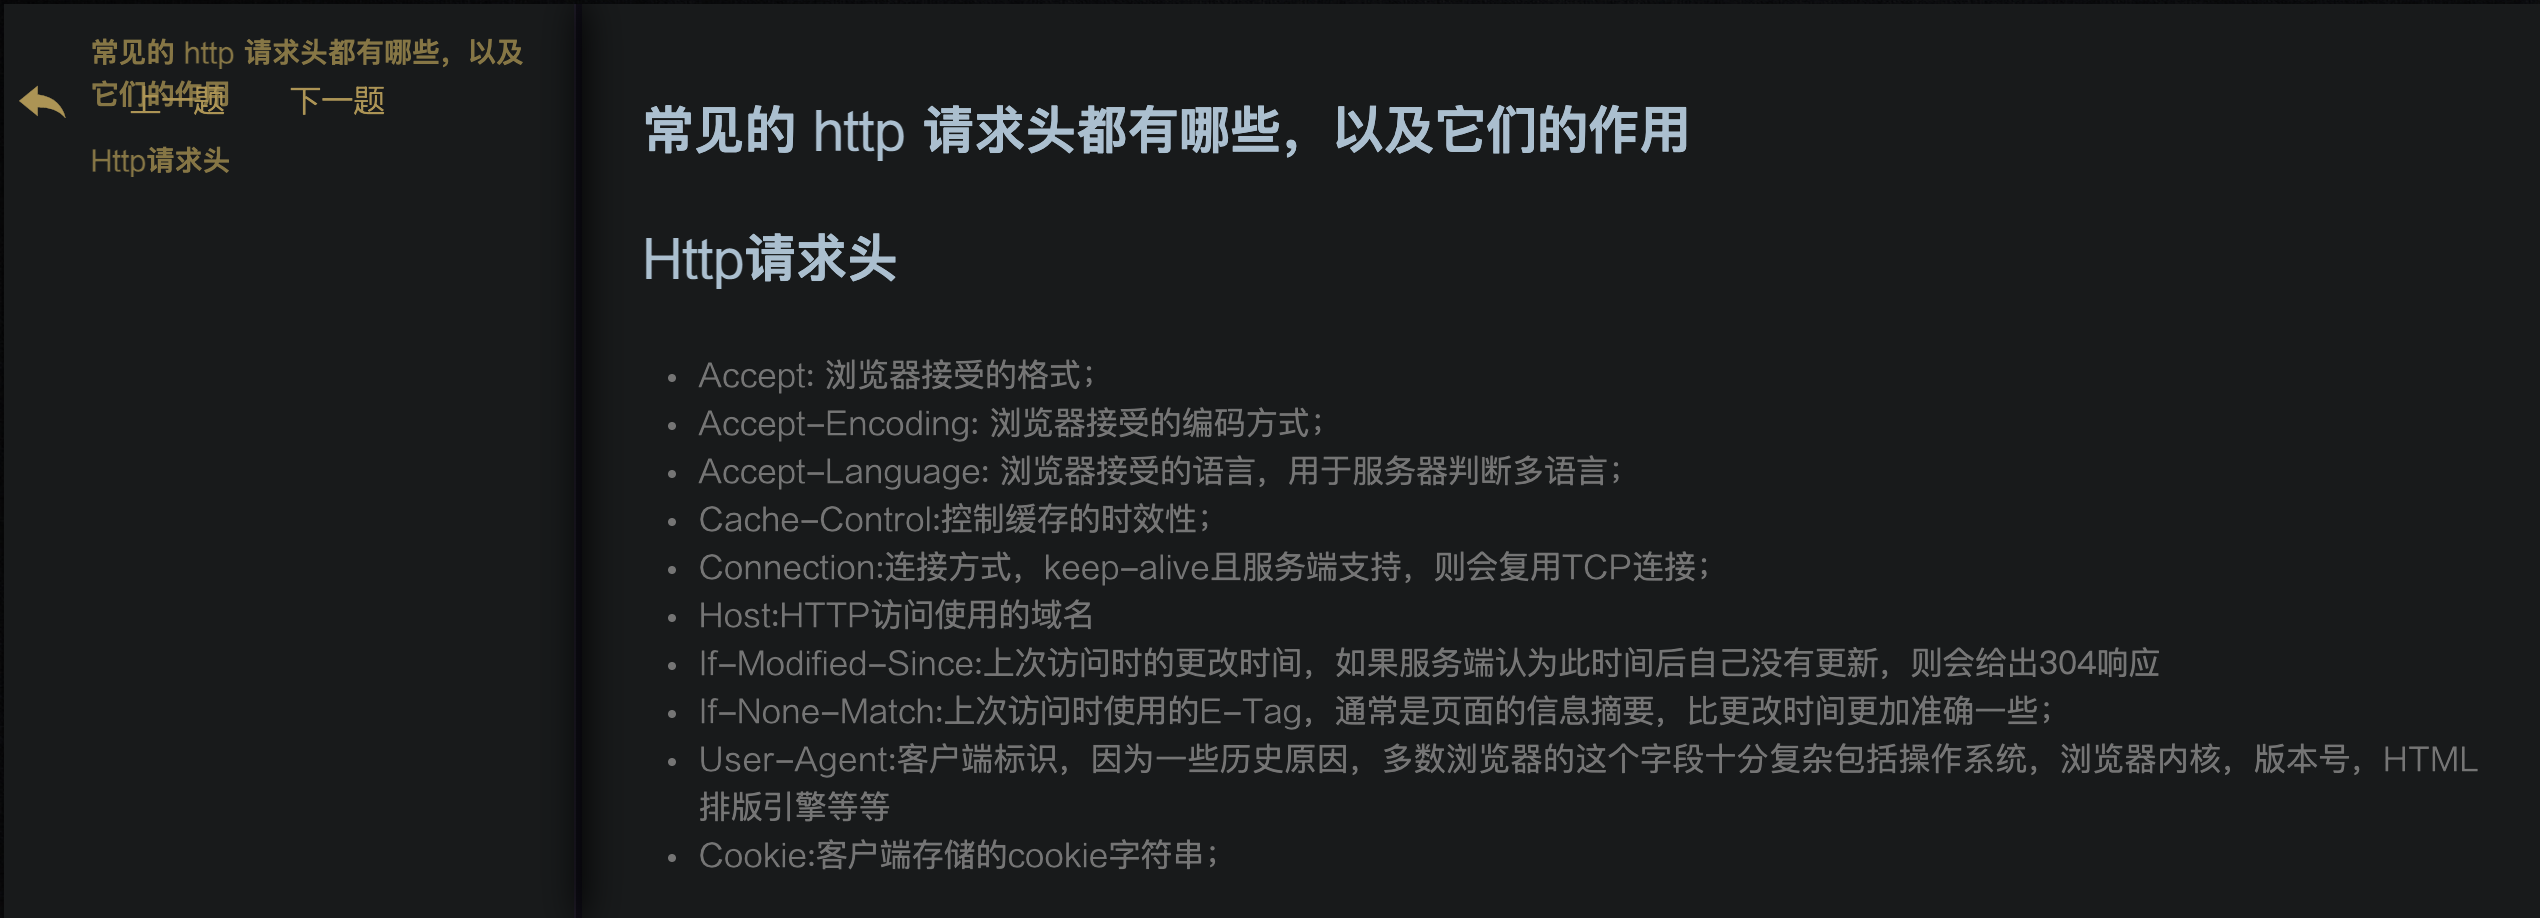 常见的 http 请求头都有哪些，以及
它们的作用
上一题
下一题
Http请求头
常见的 http 请求头都有哪些，以及它们的作用
Http请求头
Accept: 浏览器接受的格式；
Accept-Encoding: 浏览器接受的编码方式；
Accept-Language: 浏览器接受的语言，用于服务器判断多语言；
Cache-Control:控制缓存的时效性；
Connection:连接方式，keep-alive且服务端支持，则会复用TCP连接；
Host:HTTP访问使用的域名
If-Modified-Since:上次访问时的更改时间，如果服务端认为此时间后自己没有更新，则会给出304响应
If-None-Match:上次访问时使用的E-Tag，通常是页面的信息摘要，比更改时间更加准确一些；
User-Agent:客户端标识，因为一些历史原因，多数浏览器的这个字段十分复杂包括操作系统，浏览器内核，版本号，HTML
排版引擎等等
Cookie:客户端存储的cookie字符串；